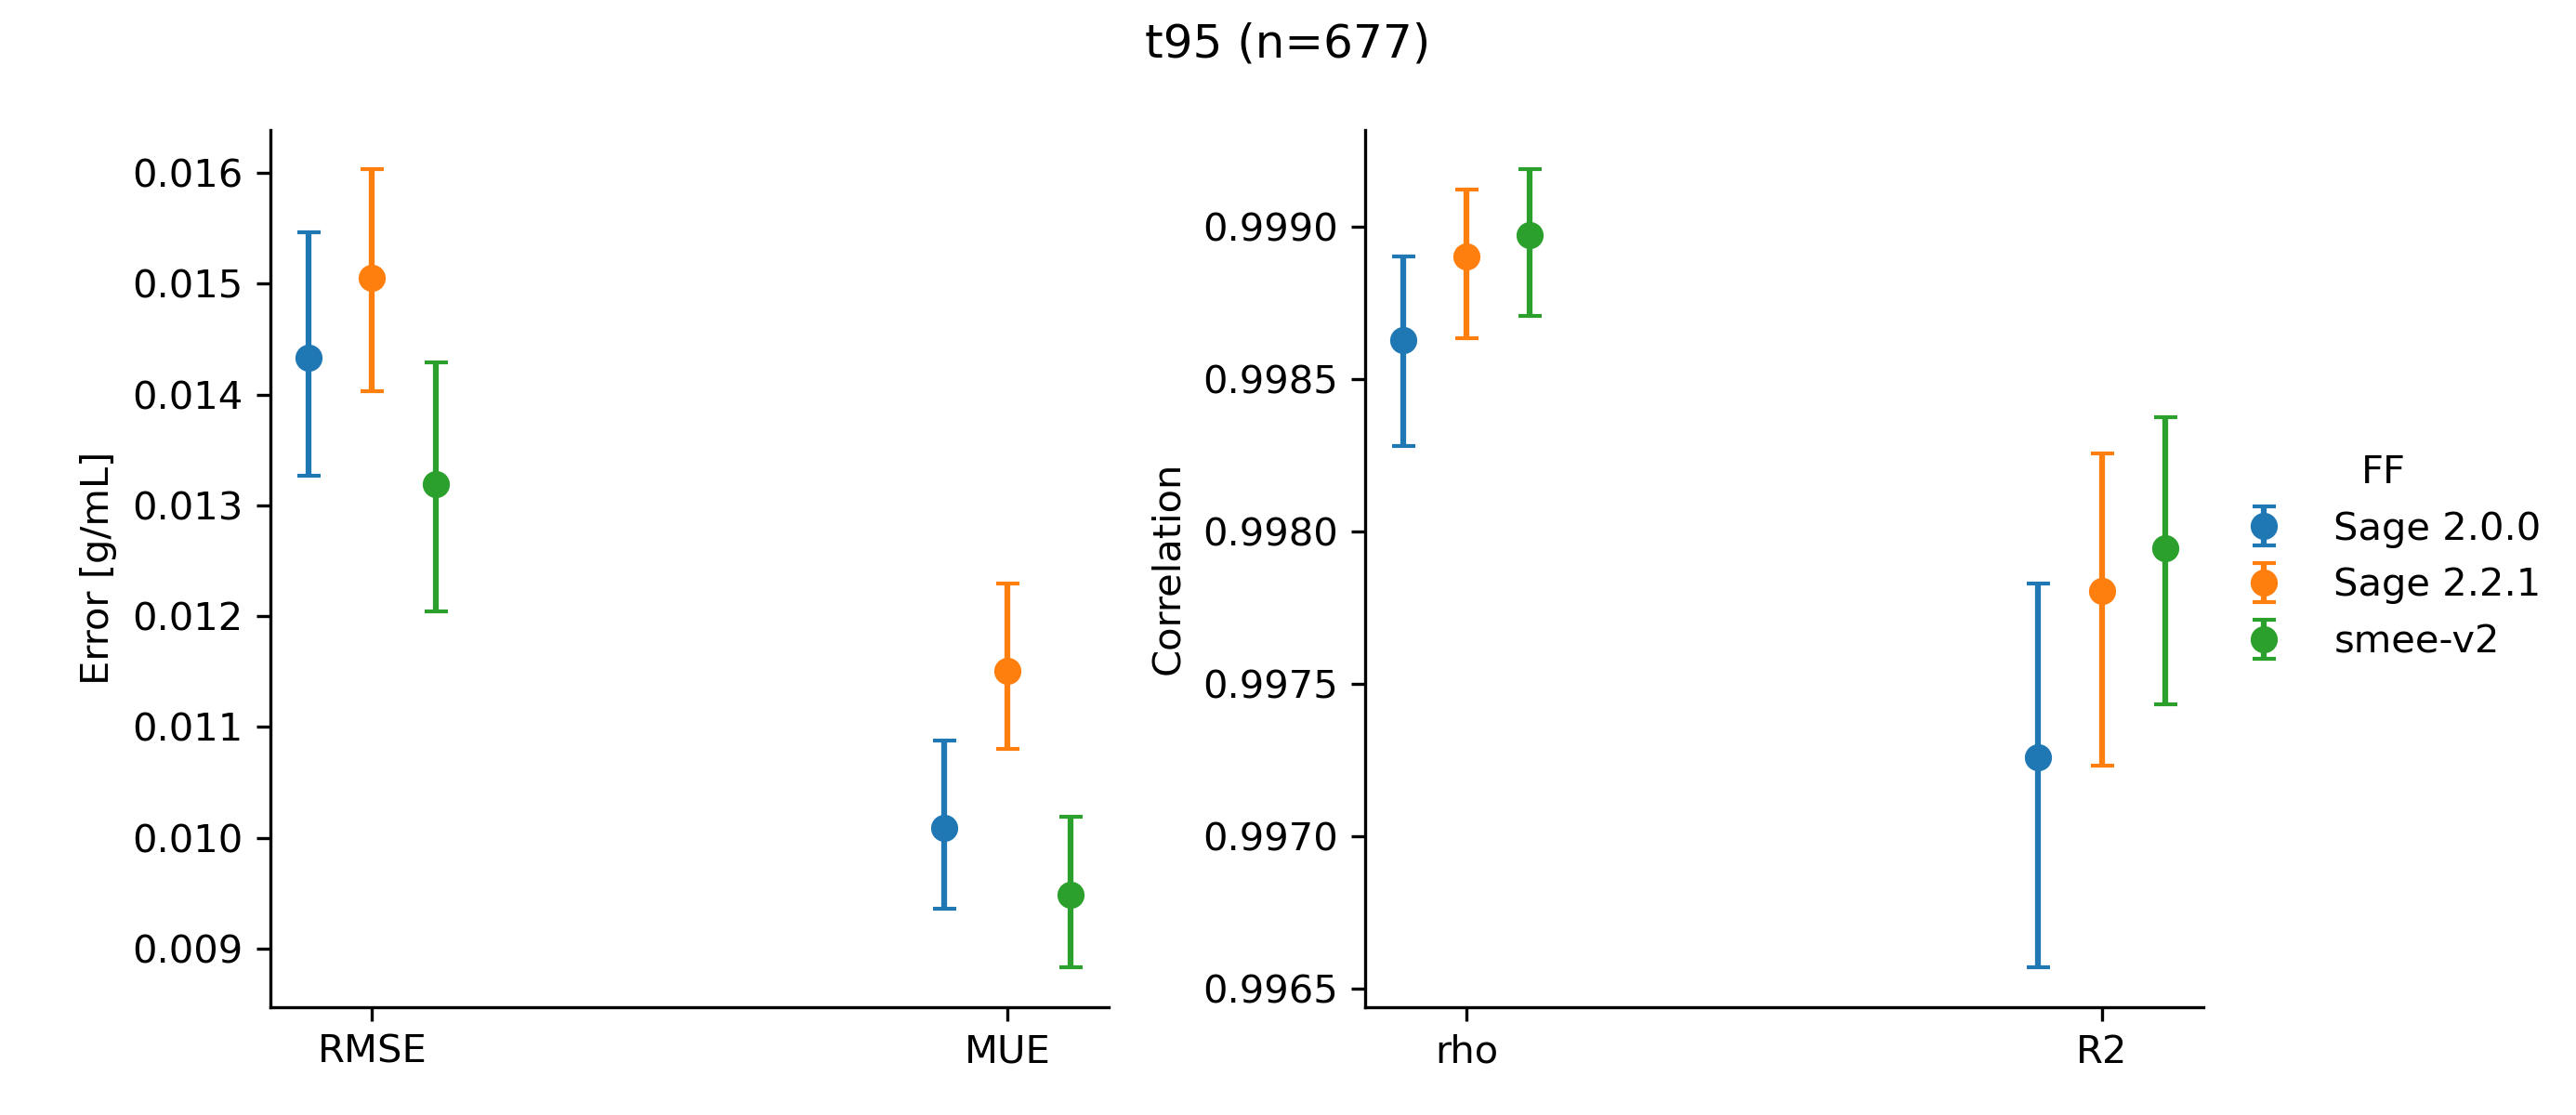 t95 (n=677)
Error [g/mL]
0.016
0.015
0.014
0.013
0.012
0.011
0.010
0.009
RMSE
MUE
Correlation
0.9990
0.9985
0.9980
0.9975
0.9970
0.9965
rho
R2
FF
Sage 2.0.0
Sage 2.2.1
smee-v2